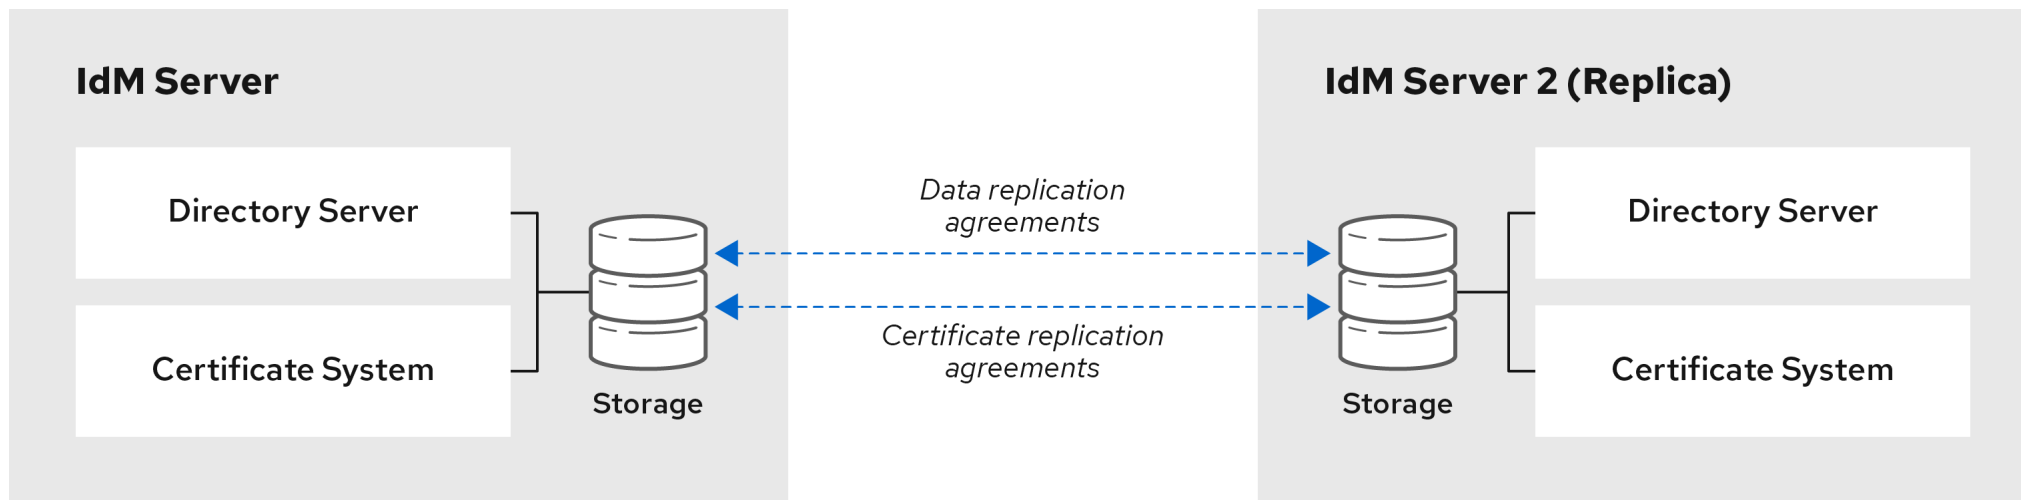 IdM Server
Directory Server
Certificate System
Storage
Data replication
agreements
Certificate replication
agreements
IdM Server 2 (Replica)
Storage
Directory Server
Certificate System